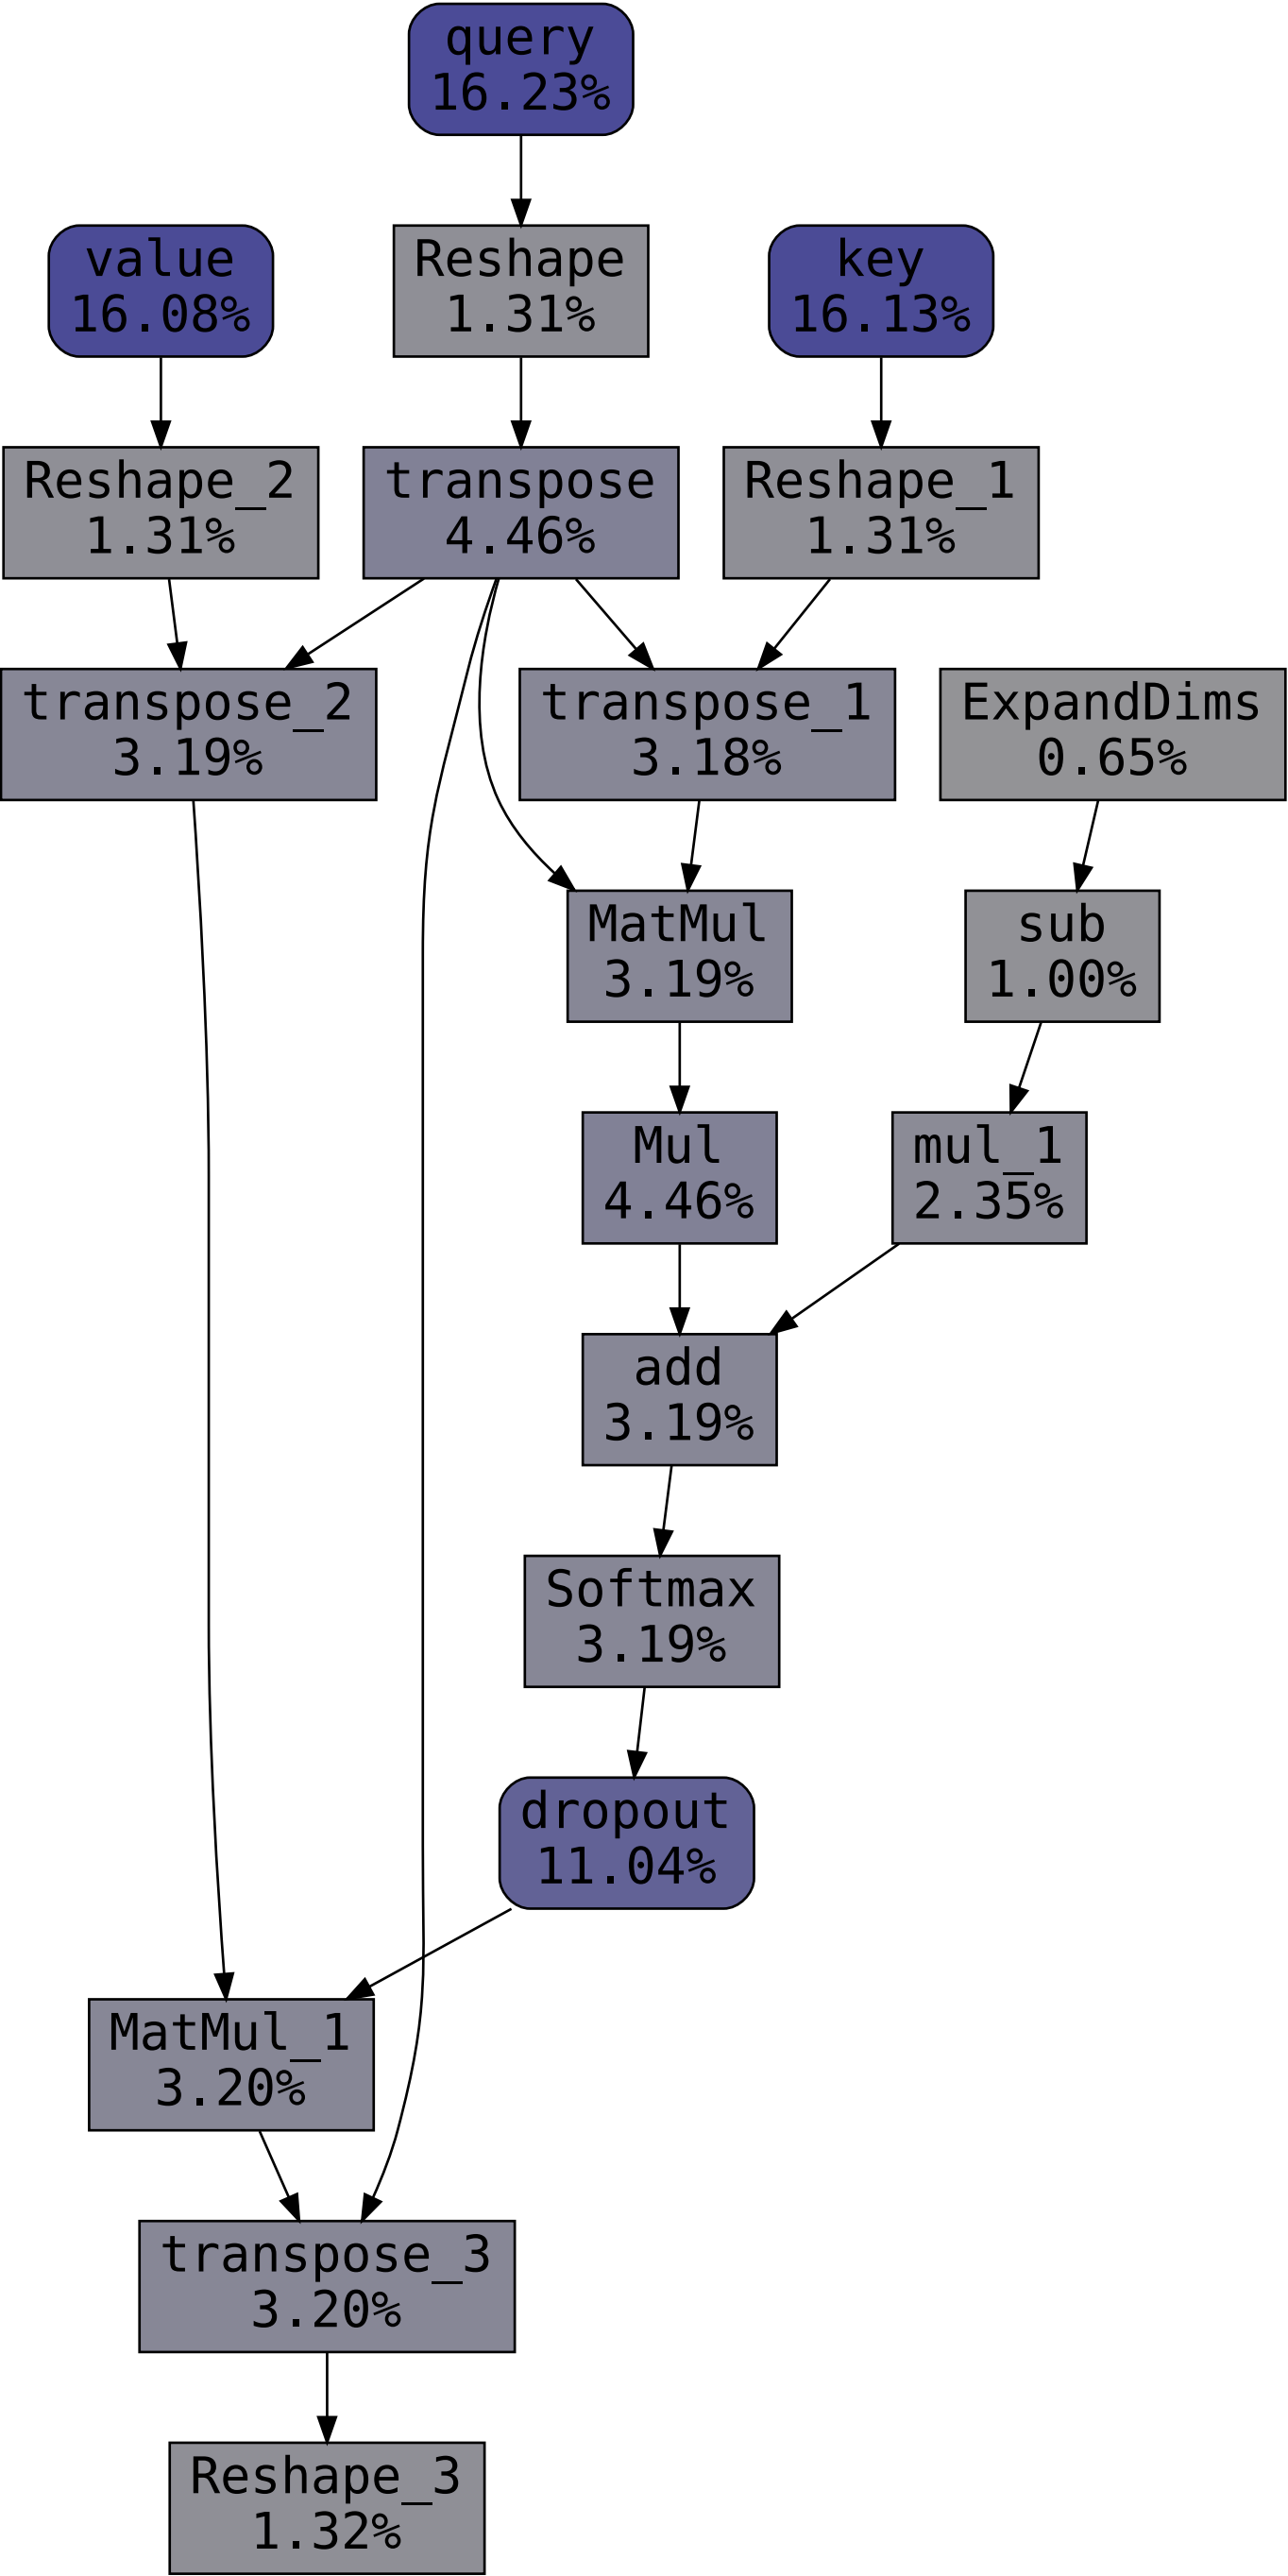 query
16.23%
value
16.08%
Reshape
1.31%
key
16.13%
Reshape_2
1.31%
transpose
4.46%
Reshape_1
1.31%
transpose_2
3.19%
transpose_1
3.18%
ExpandDims
0.65%
MatMul
3.19%
sub
1.00%
Mul
4.46%
mul_1
2.35%
add
3.19%
Softmax
3.19%
dropout
11.04%
MatMul_1
3.20%
transpose_3
3.20%
Reshape_3
1.32%